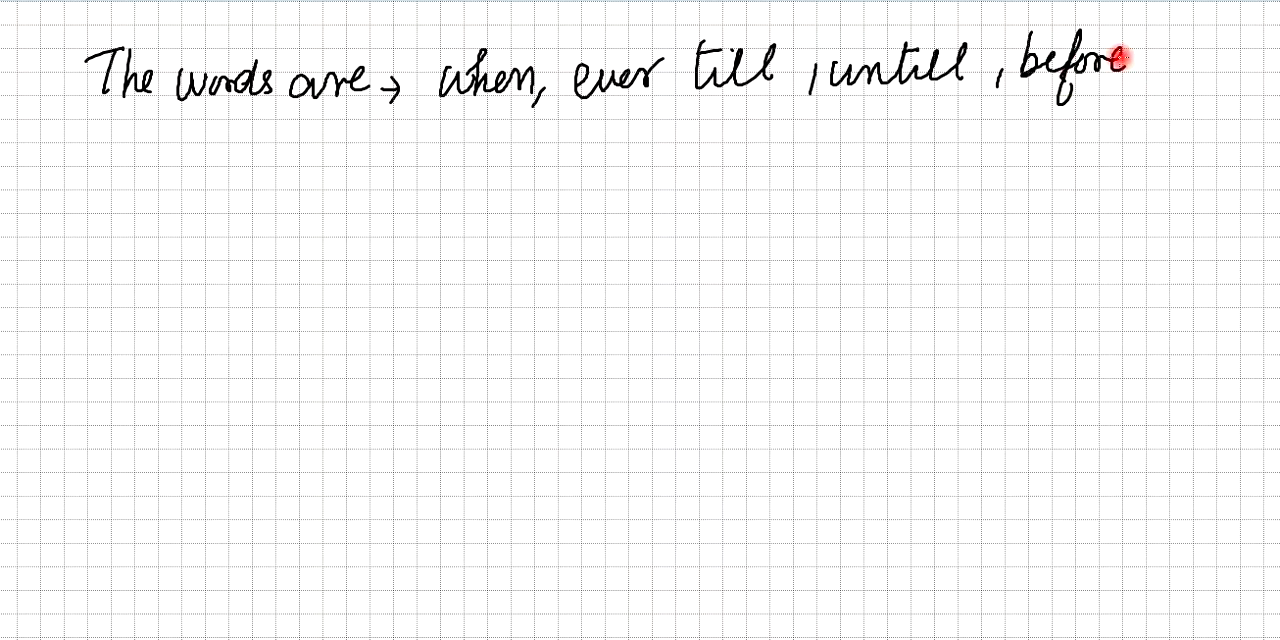 The words are → when, ever till , untill , before